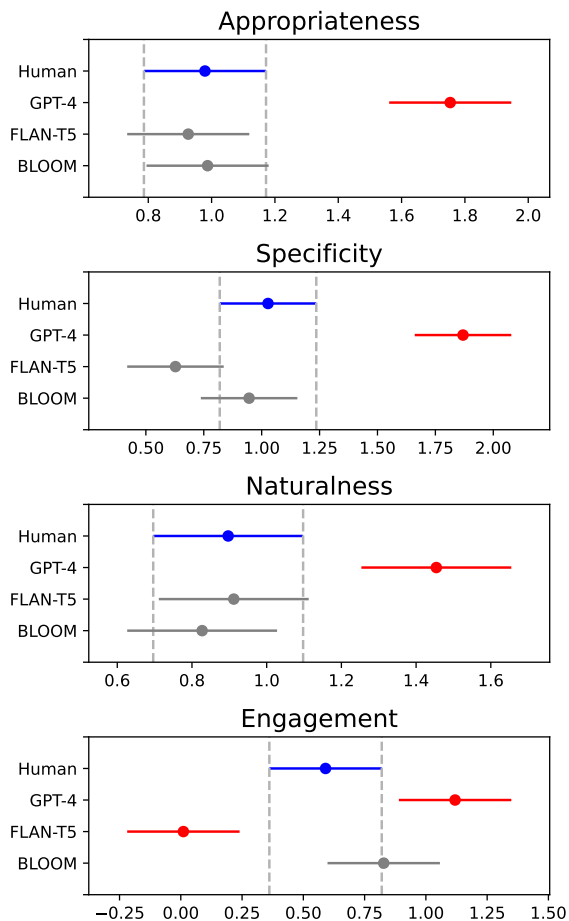 Appropriateness
Human
GPT-4
FLAN-T5
BLOOM
0.8 1.0 1.2 1.4 1.6 1.8 2.0
Specificity
Human
GPT-4
FLAN-T5
BLOOM
0.50 0.75 1.00 1.25 1.50 1.75 2.00
Naturalness
Human
GPT-4
FLAN-T5
BLOOM
0.6 0.8 1.0 1.2 1.4 1.6
Engagement
Human
GPT-4
FLAN-T5
BLOOM
−0.25 0.00 0.25 0.50 0.75 1.00 1.25 1.50